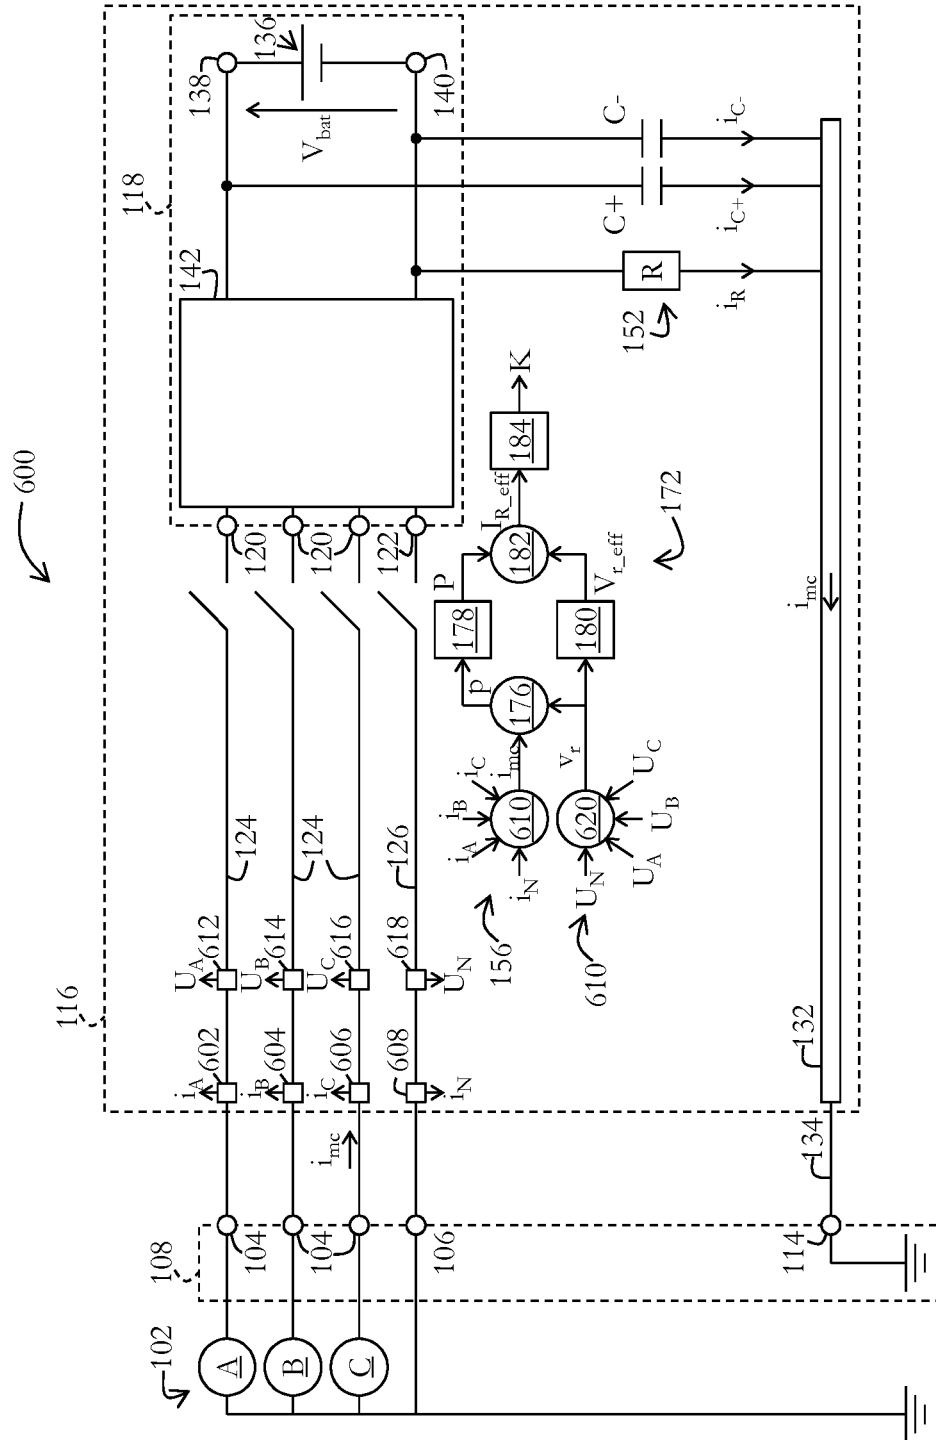 600
116
118
142
136
138
140
V_bat
120
120
122
124
124
126
i_A 602
i_B 604
i_C 606
608
i_N
U_A 612
U_B 614
U_C 616
618
U_N
i_mc
102
A
B
C
108
104
104
106
114
134
132
i_mc
156
i_N
i_A
i_B
i_C
610
i_mc
176
p
178
P
182
I_R_eff
184
K
610
U_N
U_A
U_B
U_C
620
v_r
180
V_r_eff
172
152
R
C+
C-
i_R
i_C+
i_C-